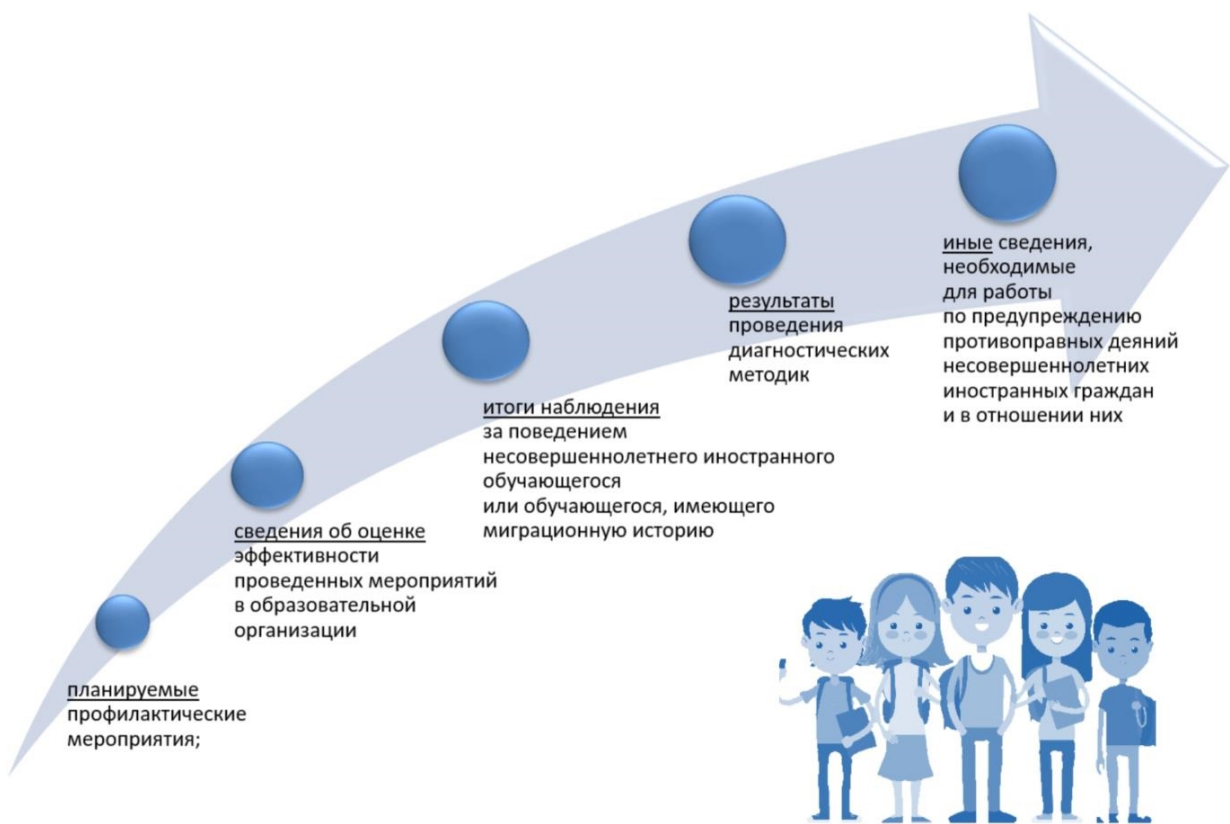 планируемые
профилактические
мероприятия;
сведения об оценке
эффективности
проведенных мероприятий
в образовательной
организации
итоги наблюдения
за поведением
несовершеннолетнего иностранного
обучающегося
или обучающегося, имеющего
миграционную историю
результаты
проведения
диагностических
методик
иные сведения,
необходимые
для работы
по предупреждению
противоправных деяний
несовершеннолетних
иностранных граждан
и в отношении них